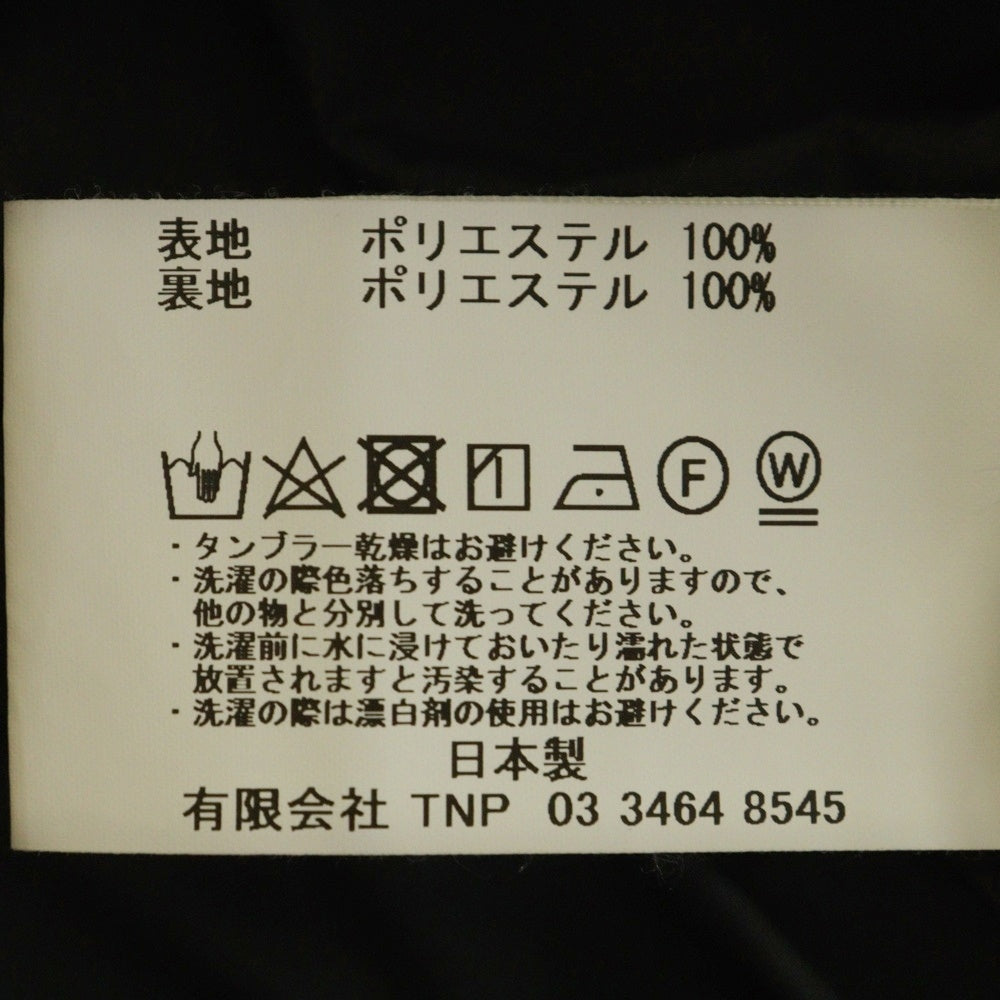 表地 ポリエステル 100%
裏地 ポリエステル 100%
F W
・タンブラー乾燥はお避けください。
・洗濯の際色落ちすることがありますので、
他の物と分別して洗ってください。
・洗濯前に水に浸けておいたり濡れた状態で
放置されますと汚染することがあります。
・洗濯の際は漂白剤の使用はお避けください。
日本製
有限会社 TNP 03 3464 8545